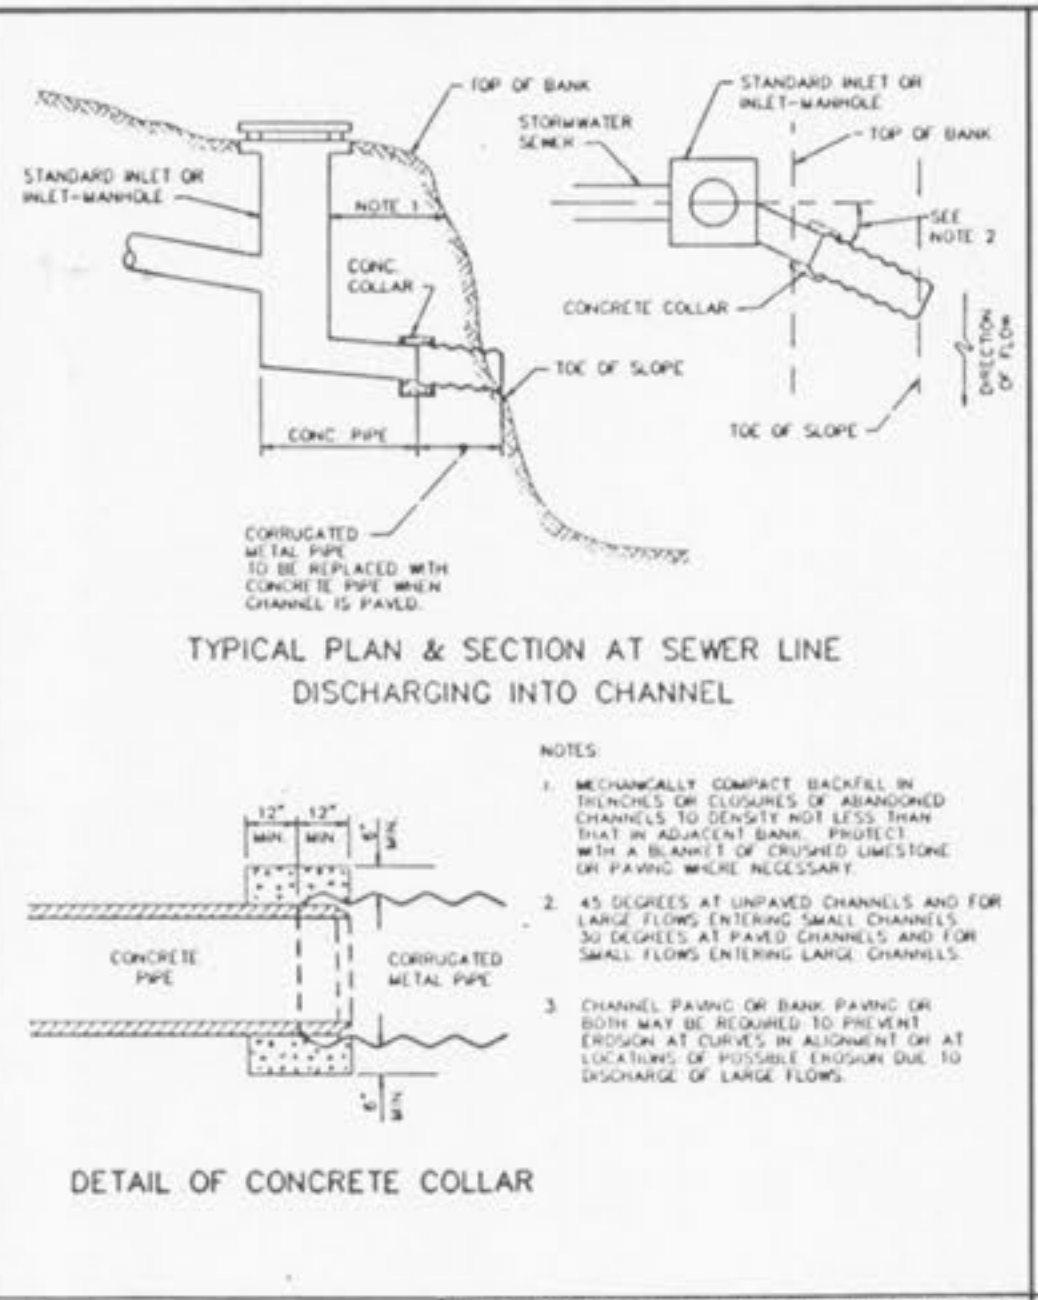 TOP OF BANK
STANDARD INLET OR
INLET-MANHOLE
NOTE 1
CONC.
COLLAR
TOE OF SLOPE
CONC. PIPE
CORRUGATED
METAL PIPE
TO BE REPLACED WITH
CONCRETE PIPE WHEN
CHANNEL IS PAVED.
STANDARD INLET OR
INLET-MANHOLE
STORMWATER
SEWER
TOP OF BANK
SEE
NOTE 2
CONCRETE COLLAR
DIRECTION
OF FLOW
TOE OF SLOPE
TYPICAL PLAN & SECTION AT SEWER LINE
DISCHARGING INTO CHANNEL
12" 12"
MIN. MIN.
6"
MIN.
CONCRETE
PIPE
CORRUGATED
METAL PIPE
6"
MIN.
DETAIL OF CONCRETE COLLAR
NOTES:
1. MECHANICALLY COMPACT BACKFILL IN
TRENCHES OR CLOSURES OF ABANDONED
CHANNELS TO DENSITY NOT LESS THAN
THAT IN ADJACENT BANK. PROTECT
WITH A BLANKET OF CRUSHED LIMESTONE
OR PAVING WHERE NECESSARY.
2. 45 DEGREES AT UNPAVED CHANNELS AND FOR
LARGE FLOWS ENTERING SMALL CHANNELS.
30 DEGREES AT PAVED CHANNELS AND FOR
SMALL FLOWS ENTERING LARGE CHANNELS.
3. CHANNEL PAVING OR BANK PAVING OR
BOTH MAY BE REQUIRED TO PREVENT
EROSION AT CURVES IN ALIGNMENT OR AT
LOCATIONS OF POSSIBLE EROSION DUE TO
DISCHARGE OF LARGE FLOWS.